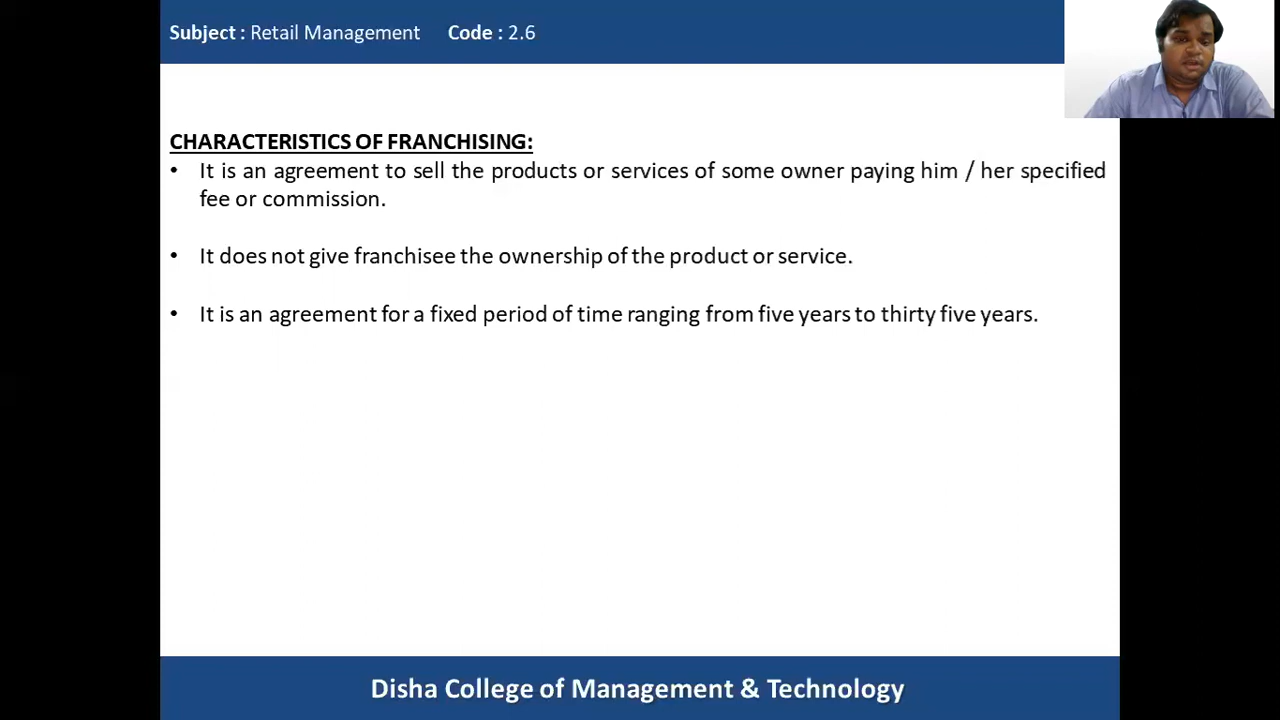 Subject : Retail Management Code : 2.6
CHARACTERISTICS OF FRANCHISING:
• It is an agreement to sell the products or services of some owner paying him / her specified
fee or commission.
• It does not give franchisee the ownership of the product or service.
• It is an agreement for a fixed period of time ranging from five years to thirty five years.
Disha College of Management & Technology